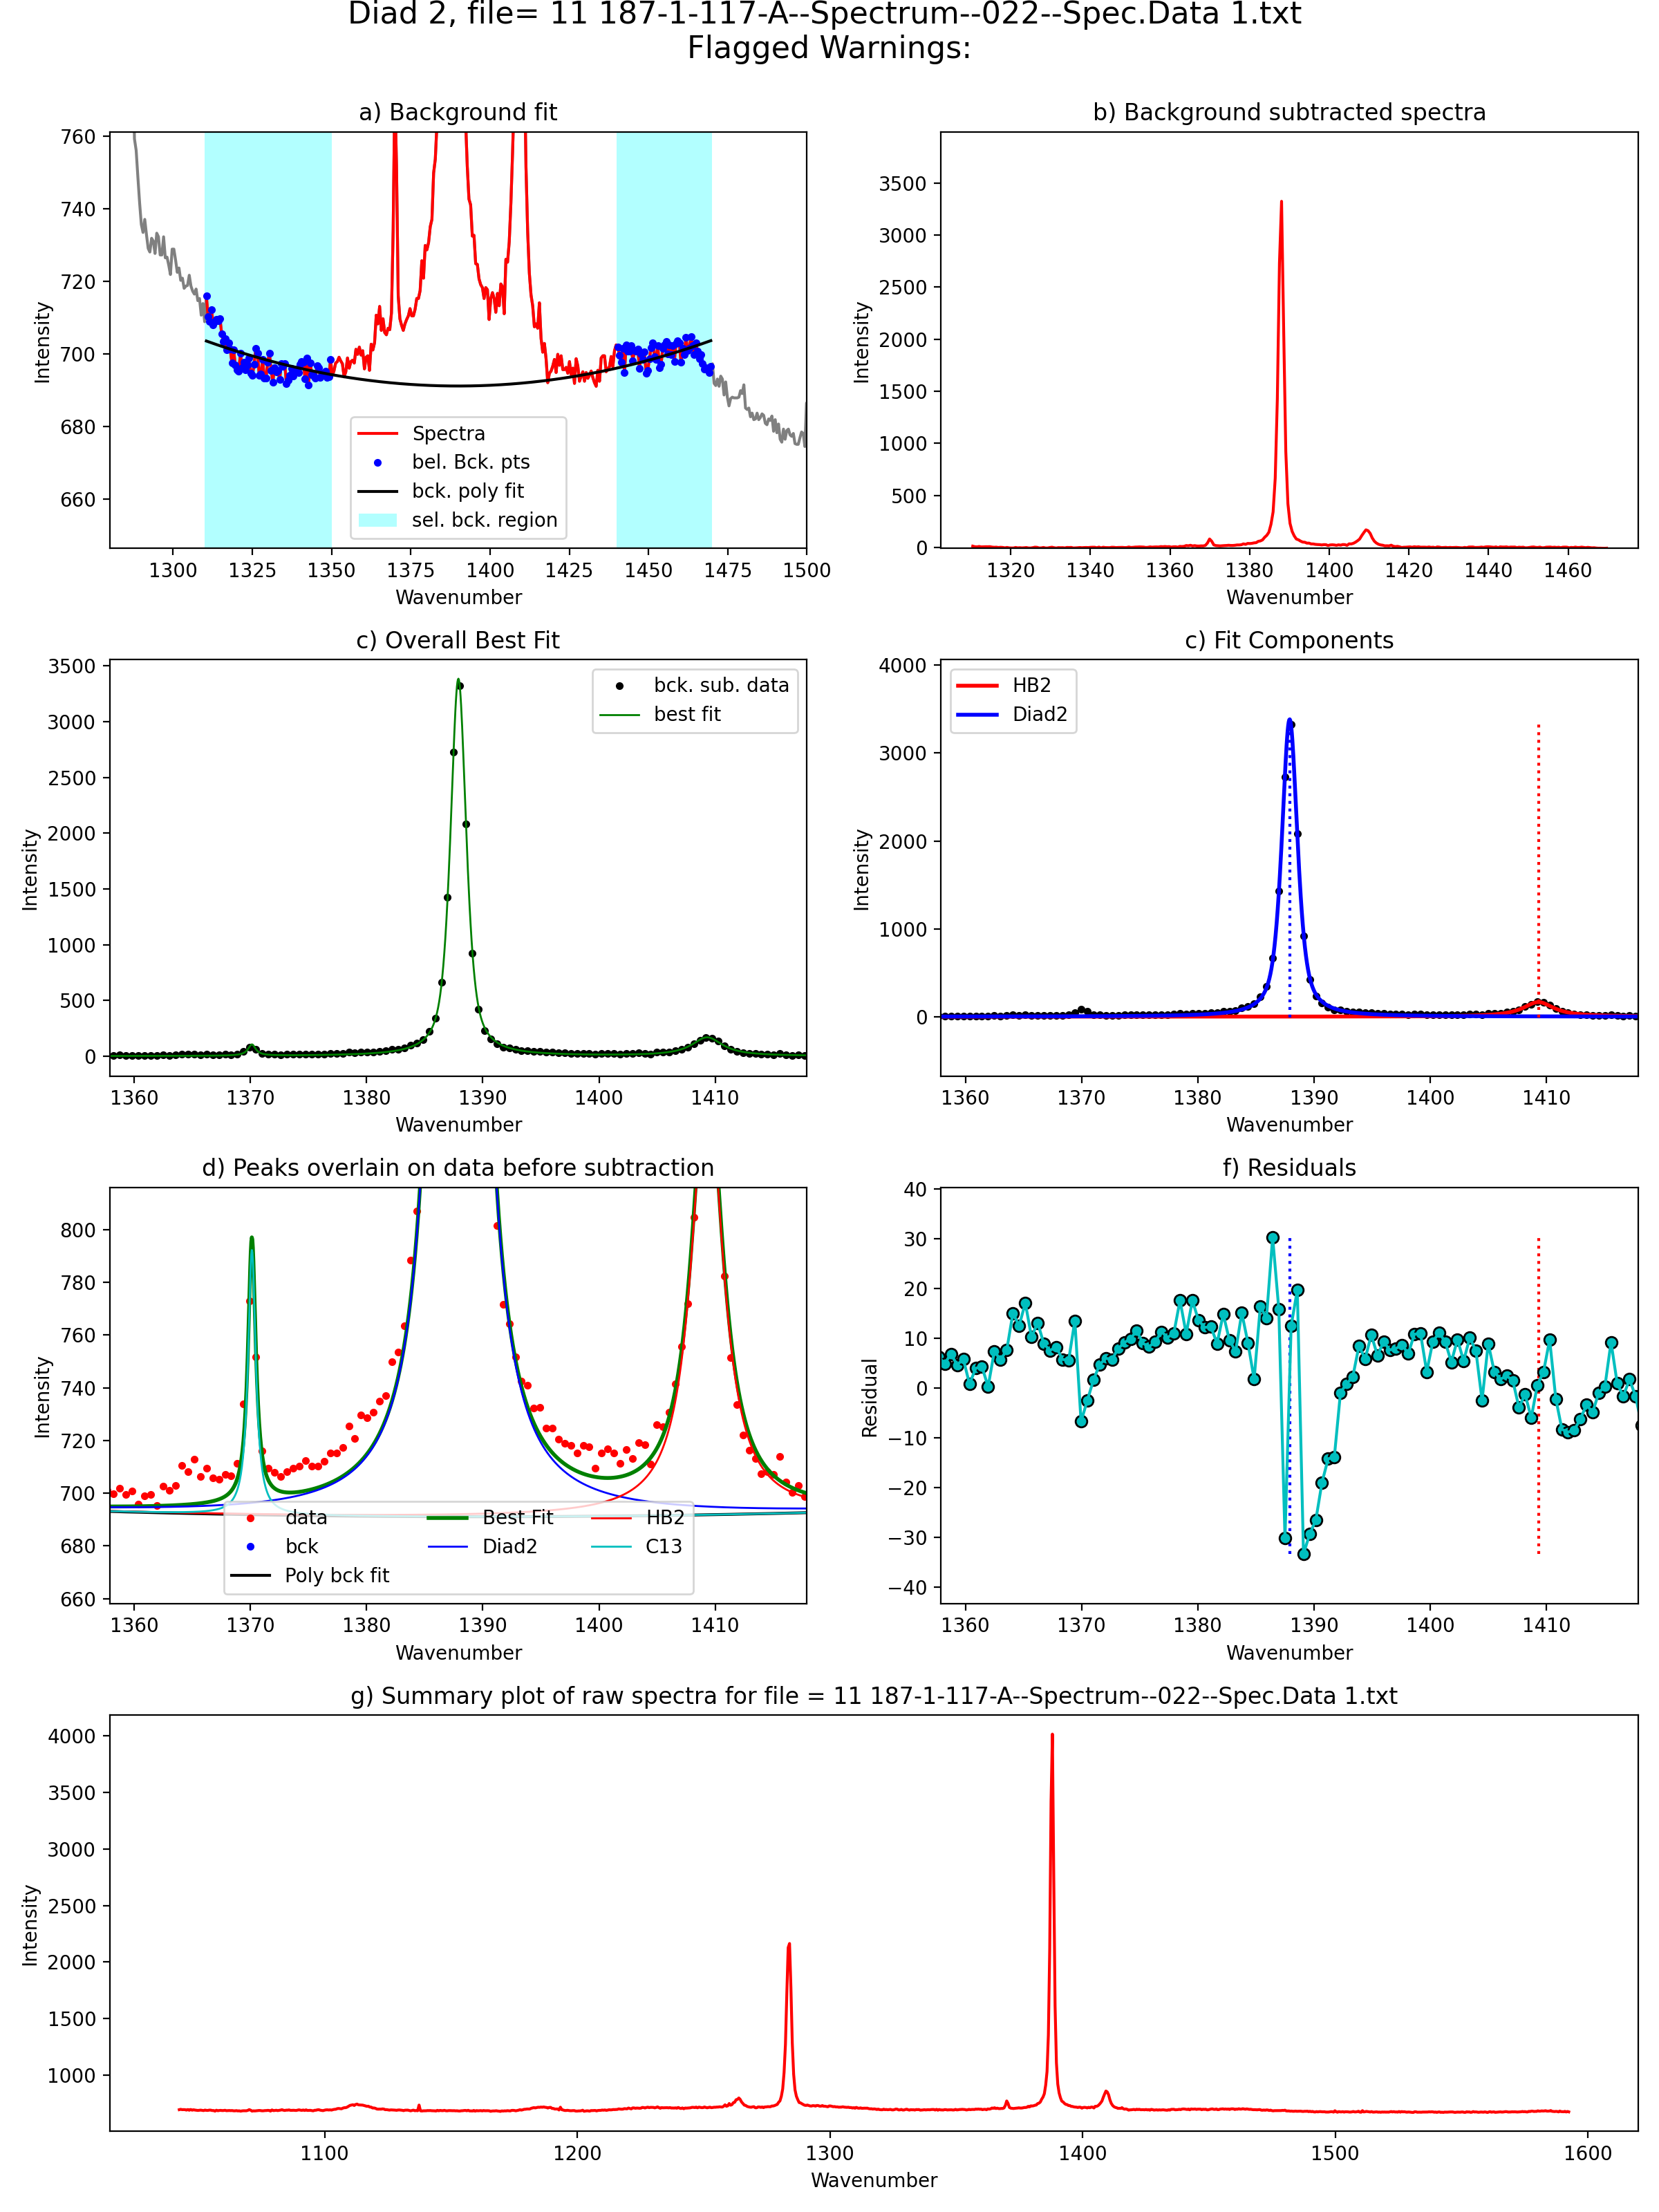 Diad 2, file= 11 187-1-117-A--Spectrum--022--Spec.Data 1.txt
Flagged Warnings:
a) Background fit
760
740
720
700
680
660
Intensity
Spectra
bel. Bck. pts
bck. poly fit
sel. bck. region
1300 1325 1350 1375 1400 1425 1450 1475 1500
Wavenumber
b) Background subtracted spectra
3500
3000
2500
2000
1500
1000
500
0
Intensity
1320 1340 1360 1380 1400 1420 1440 1460
Wavenumber
c) Overall Best Fit
3500
3000
2500
2000
1500
1000
500
0
Intensity
bck. sub. data
best fit
1360 1370 1380 1390 1400 1410
Wavenumber
c) Fit Components
4000
3000
2000
1000
0
Intensity
HB2
Diad2
1360 1370 1380 1390 1400 1410
Wavenumber
d) Peaks overlain on data before subtraction
800
780
760
740
720
700
680
660
Intensity
data
bck
Poly bck fit
Best Fit
Diad2
HB2
C13
1360 1370 1380 1390 1400 1410
Wavenumber
f) Residuals
40
30
20
10
0
−10
−20
−30
−40
Residual
1360 1370 1380 1390 1400 1410
Wavenumber
g) Summary plot of raw spectra for file = 11 187-1-117-A--Spectrum--022--Spec.Data 1.txt
4000
3500
3000
2500
2000
1500
1000
Intensity
1100 1200 1300 1400 1500 1600
Wavenumber